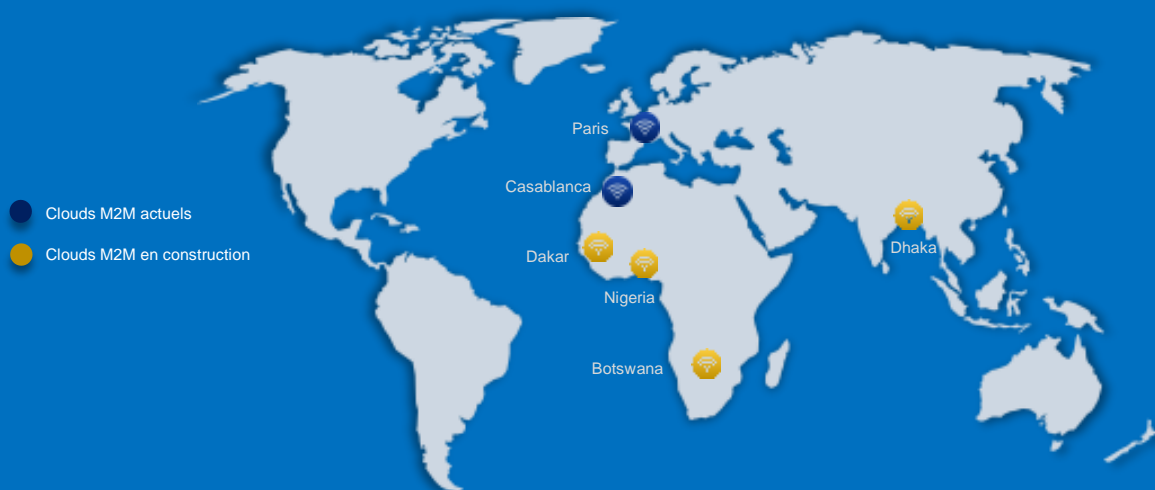 Paris
Casablanca
Clouds M2M actuels
Clouds M2M en construction
Dakar
Dhaka
Nigeria
Botswana